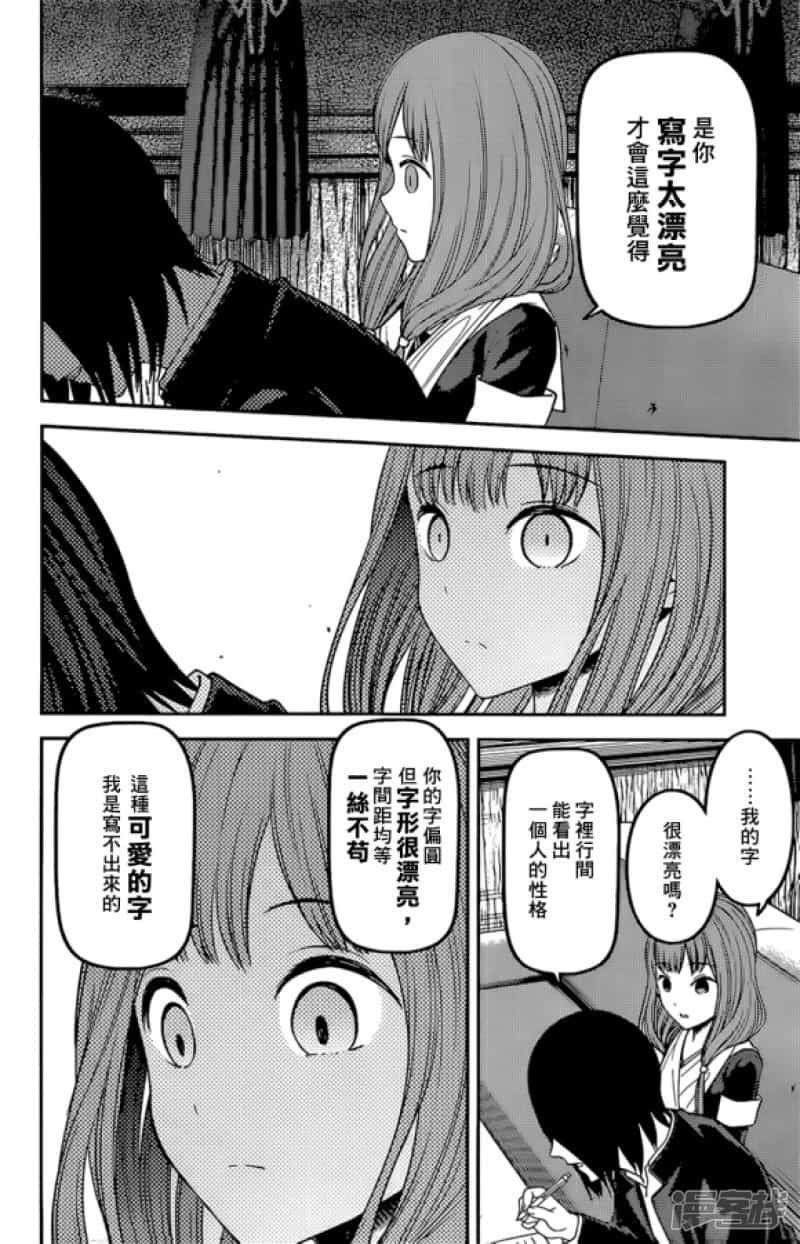 是你
寫字太漂亮
才會這麼覺得
……我的字
很漂亮嗎?
字裡行間
能看出
一個人的性格
你的字偏圓
但字形很漂亮，
字間距均等
一絲不苟
這種可愛的字
我是寫不出來的
漫客棧